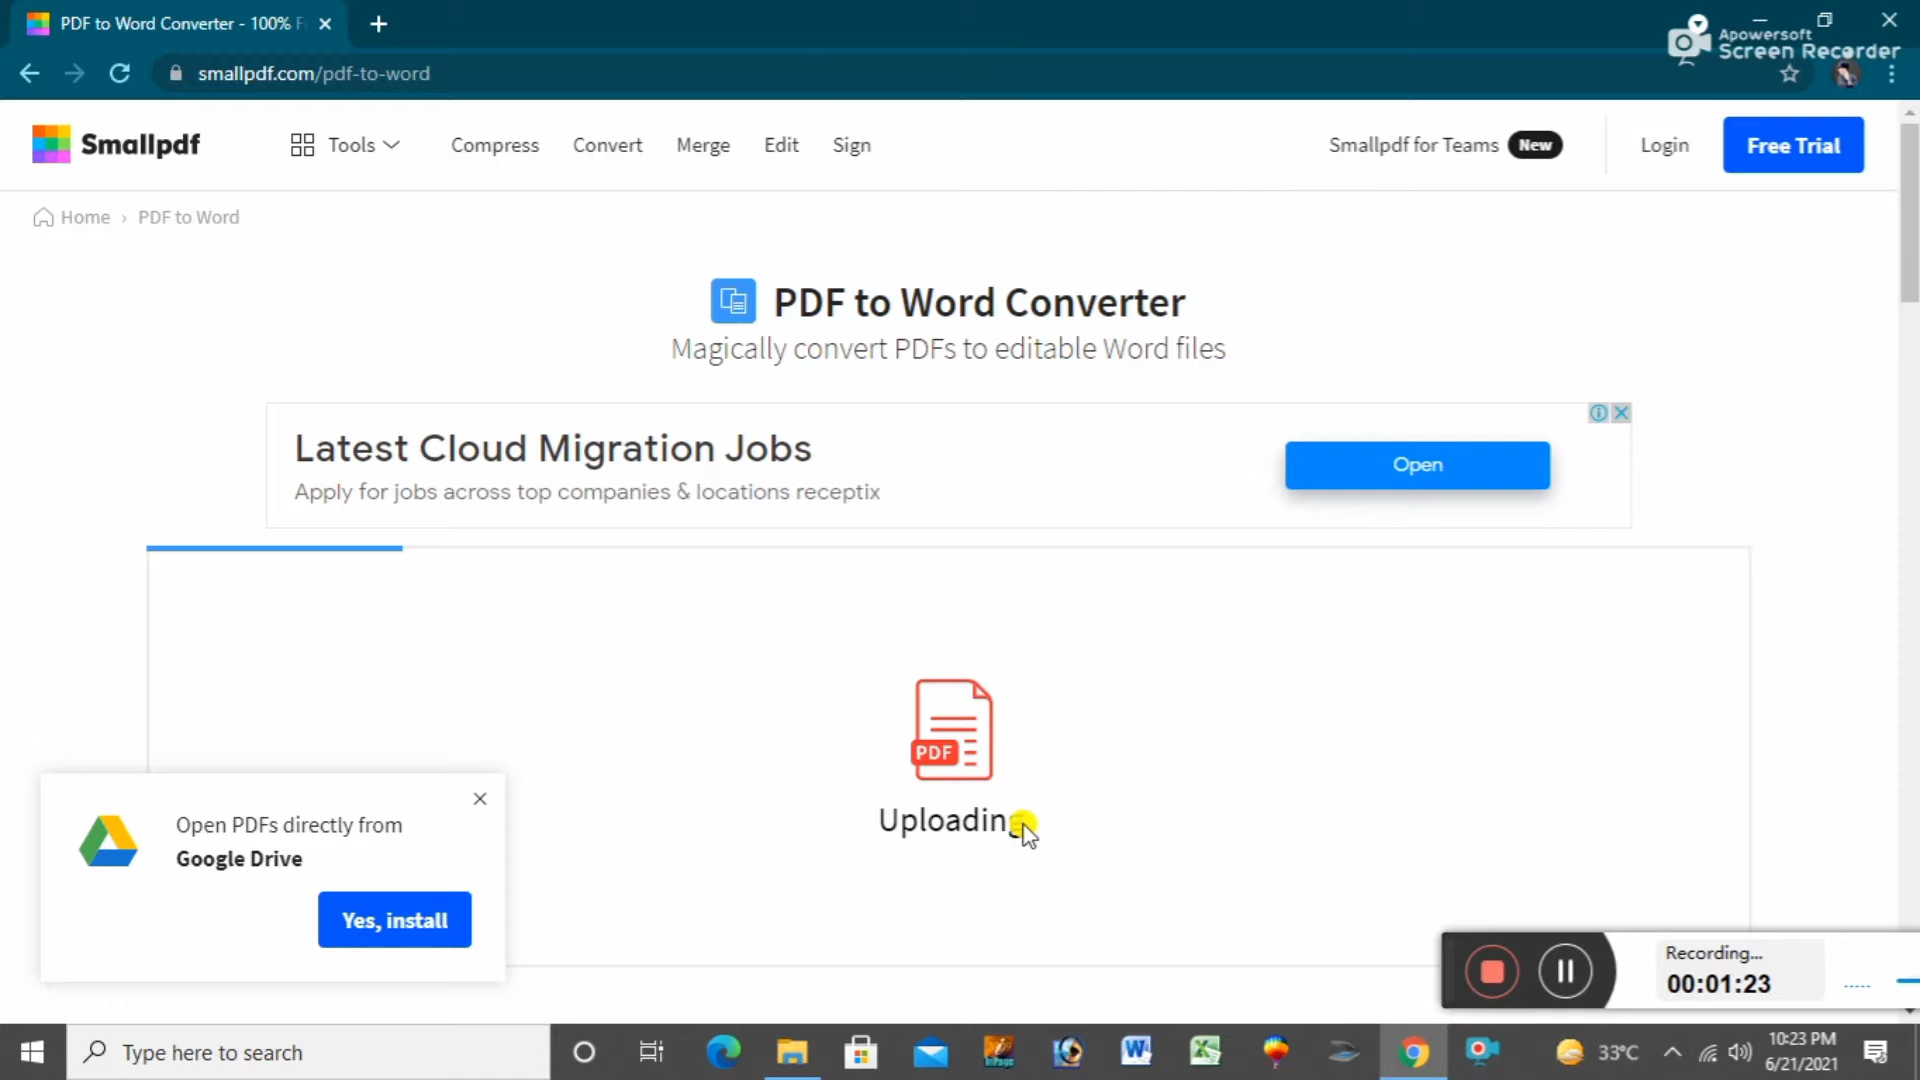 PDF to Word Converter - 100% F
Apowersoft
Screen Recorder
smallpdf.com/pdf-to-word
Smallpdf
Tools
Compress
Convert
Merge
Edit
Sign
Smallpdf for Teams
New
Login
Free Trial
Home › PDF to Word
PDF to Word Converter
Magically convert PDFs to editable Word files
Latest Cloud Migration Jobs
Apply for jobs across top companies & locations receptix
Open
PDF
Uploading
Open PDFs directly from
Google Drive
Yes, install
Recording...
00:01:23
Type here to search
33°C
10:23 PM
6/21/2021